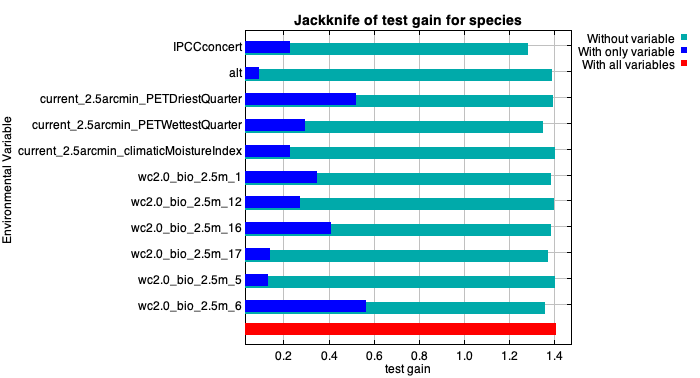 Jackknife of test gain for species
Without variable
With only variable
With all variables
Environmental Variable
IPCCconcert
alt
current_2.5arcmin_PETDriestQuarter
current_2.5arcmin_PETWettestQuarter
current_2.5arcmin_climaticMoistureIndex
wc2.0_bio_2.5m_1
wc2.0_bio_2.5m_12
wc2.0_bio_2.5m_16
wc2.0_bio_2.5m_17
wc2.0_bio_2.5m_5
wc2.0_bio_2.5m_6
0.2 0.4 0.6 0.8 1.0 1.2 1.4
test gain